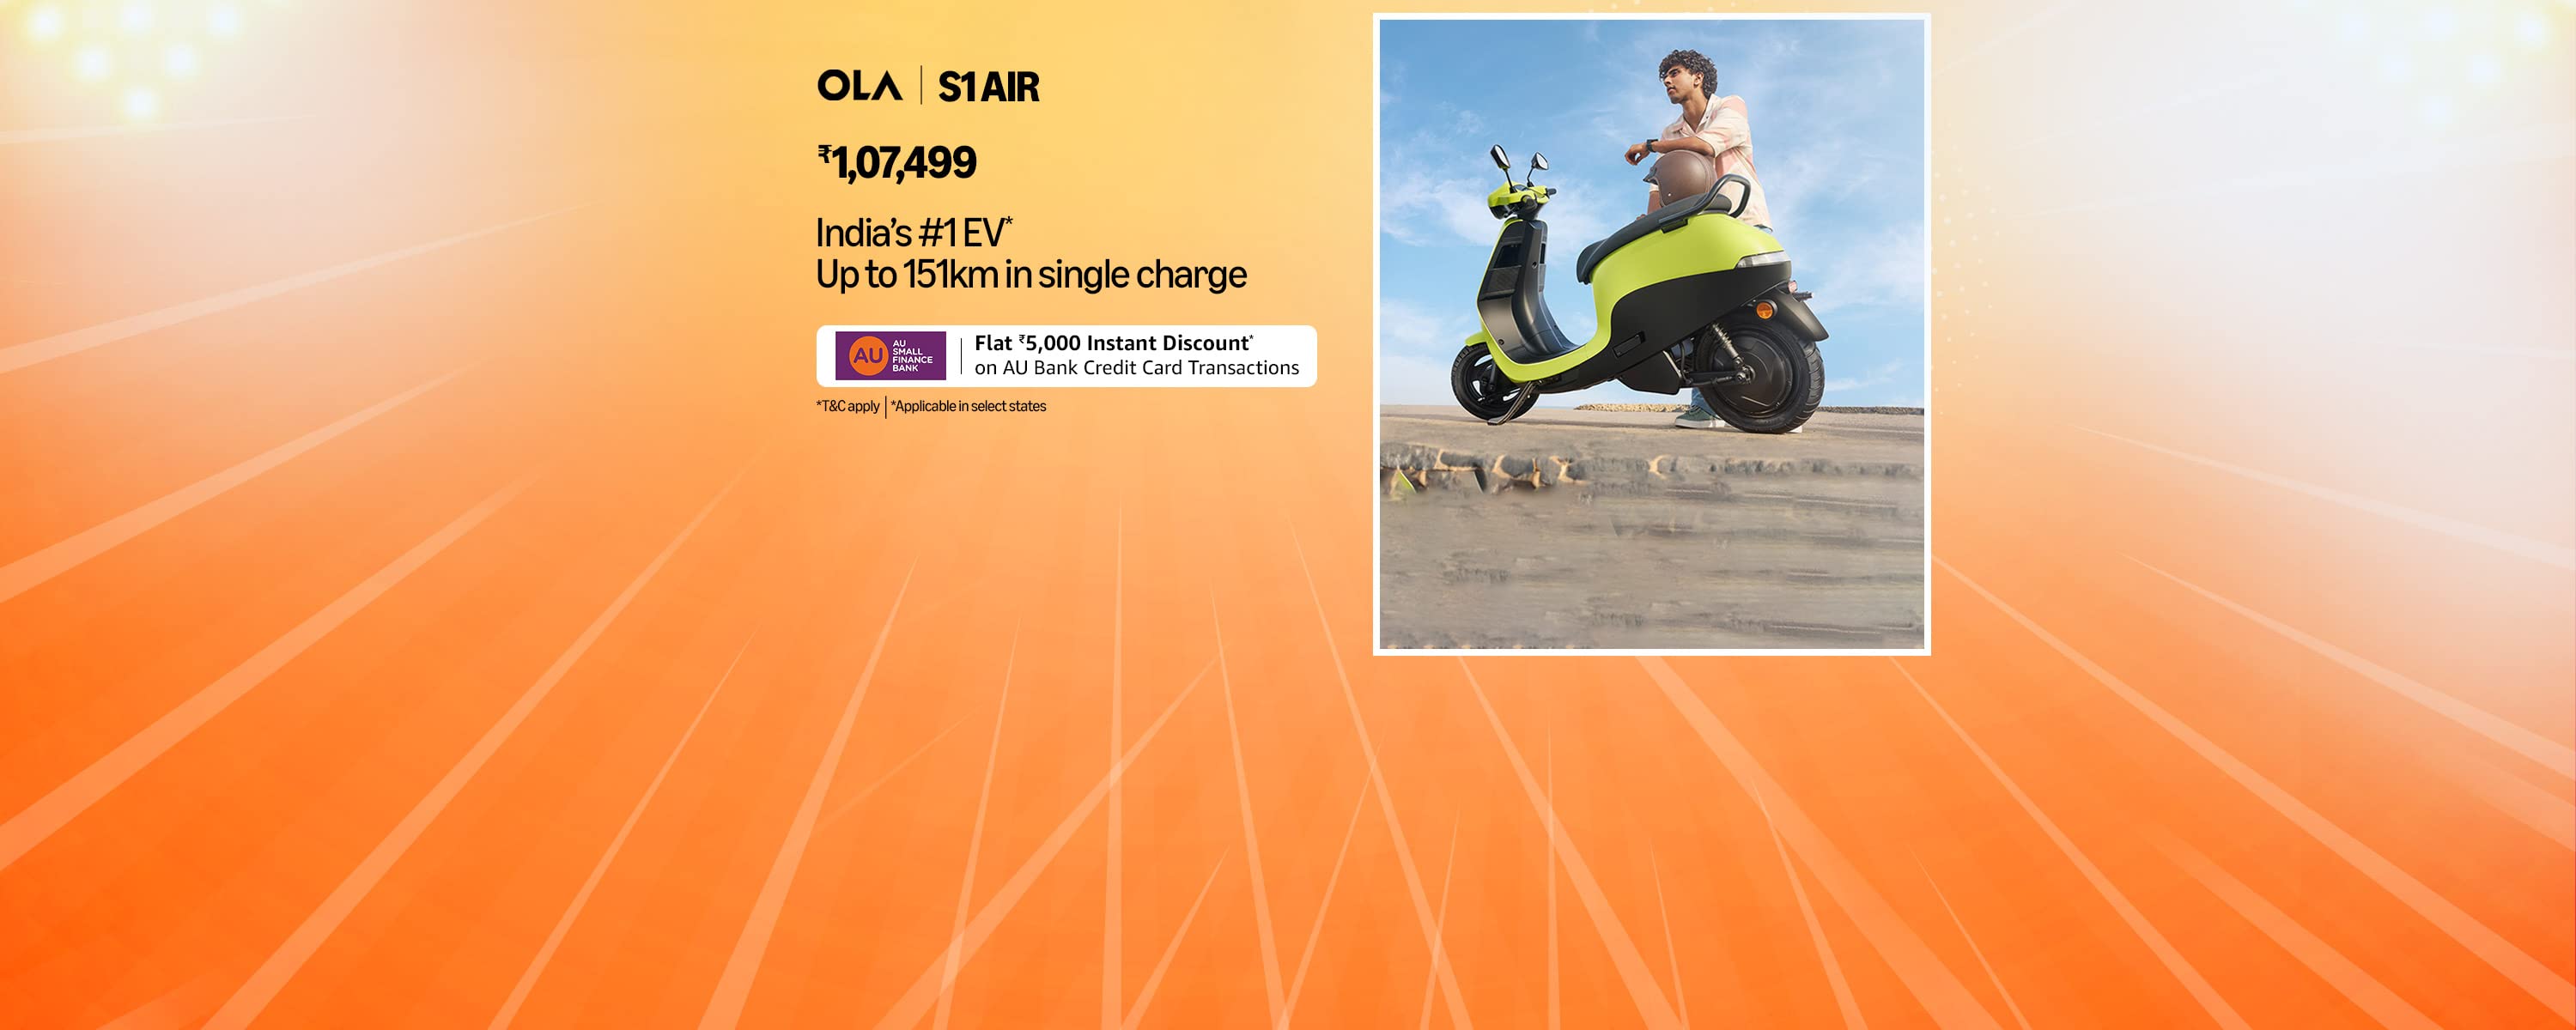 OLA | S1 AIR
₹1,07,499
India's #1 EV*
Up to 151km in single charge
AU
AU
SMALL
FINANCE
BANK
Flat ₹5,000 Instant Discount*
on AU Bank Credit Card Transactions
*T&C apply | *Applicable in select states